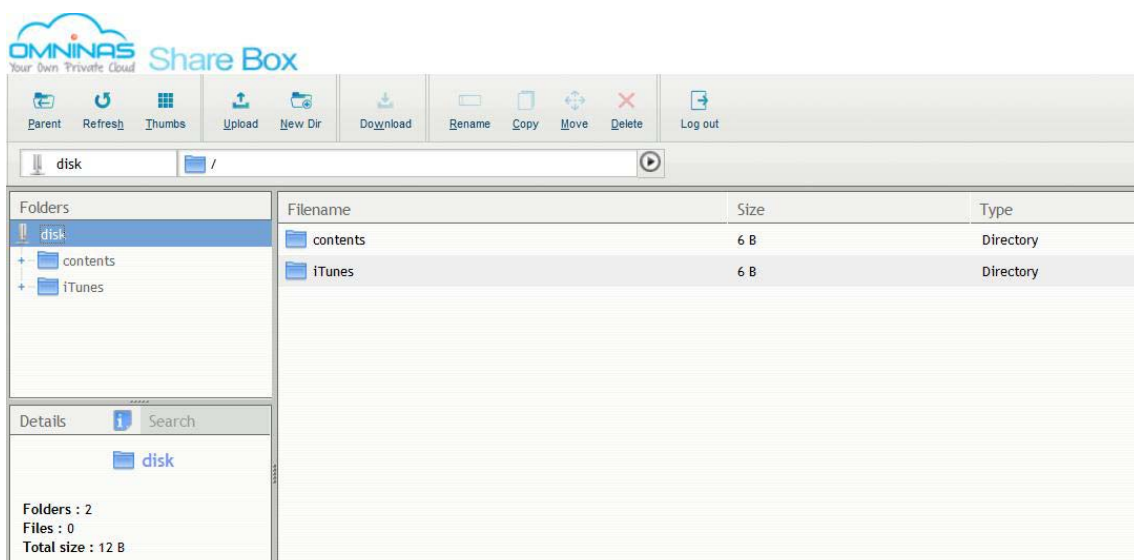 OMNINAS
Your Own Private Cloud
Share Box
Parent Refresh Thumbs Upload New Dir Download Rename Copy Move Delete Log out
disk /
Folders
disk
contents
iTunes
Filename Size Type
contents 6 B Directory
iTunes 6 B Directory
Details Search
disk
Folders : 2
Files : 0
Total size : 12 B